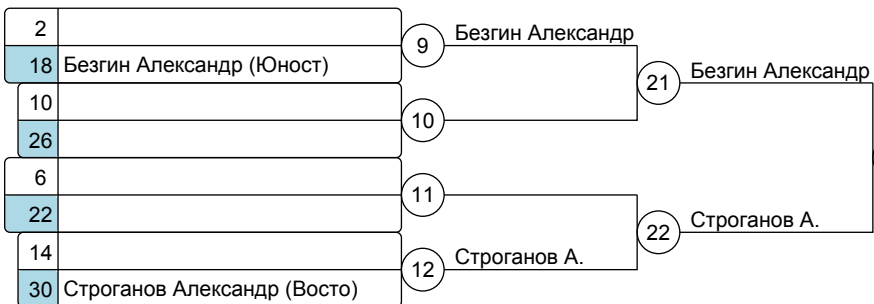 2
18 Безгин Александр (Юност)
10
26
6
22
14
30 Строганов Александр (Восто)
9
10
11
12
Безгин Александр
Строганов А.
21
22
Безгин Александр
Строганов А.